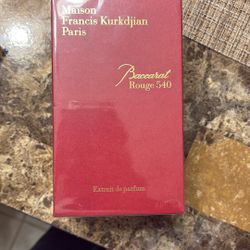 Maison
Francis Kurkdjian
Paris
Baccarat
Rouge 540
Extrait de parfum